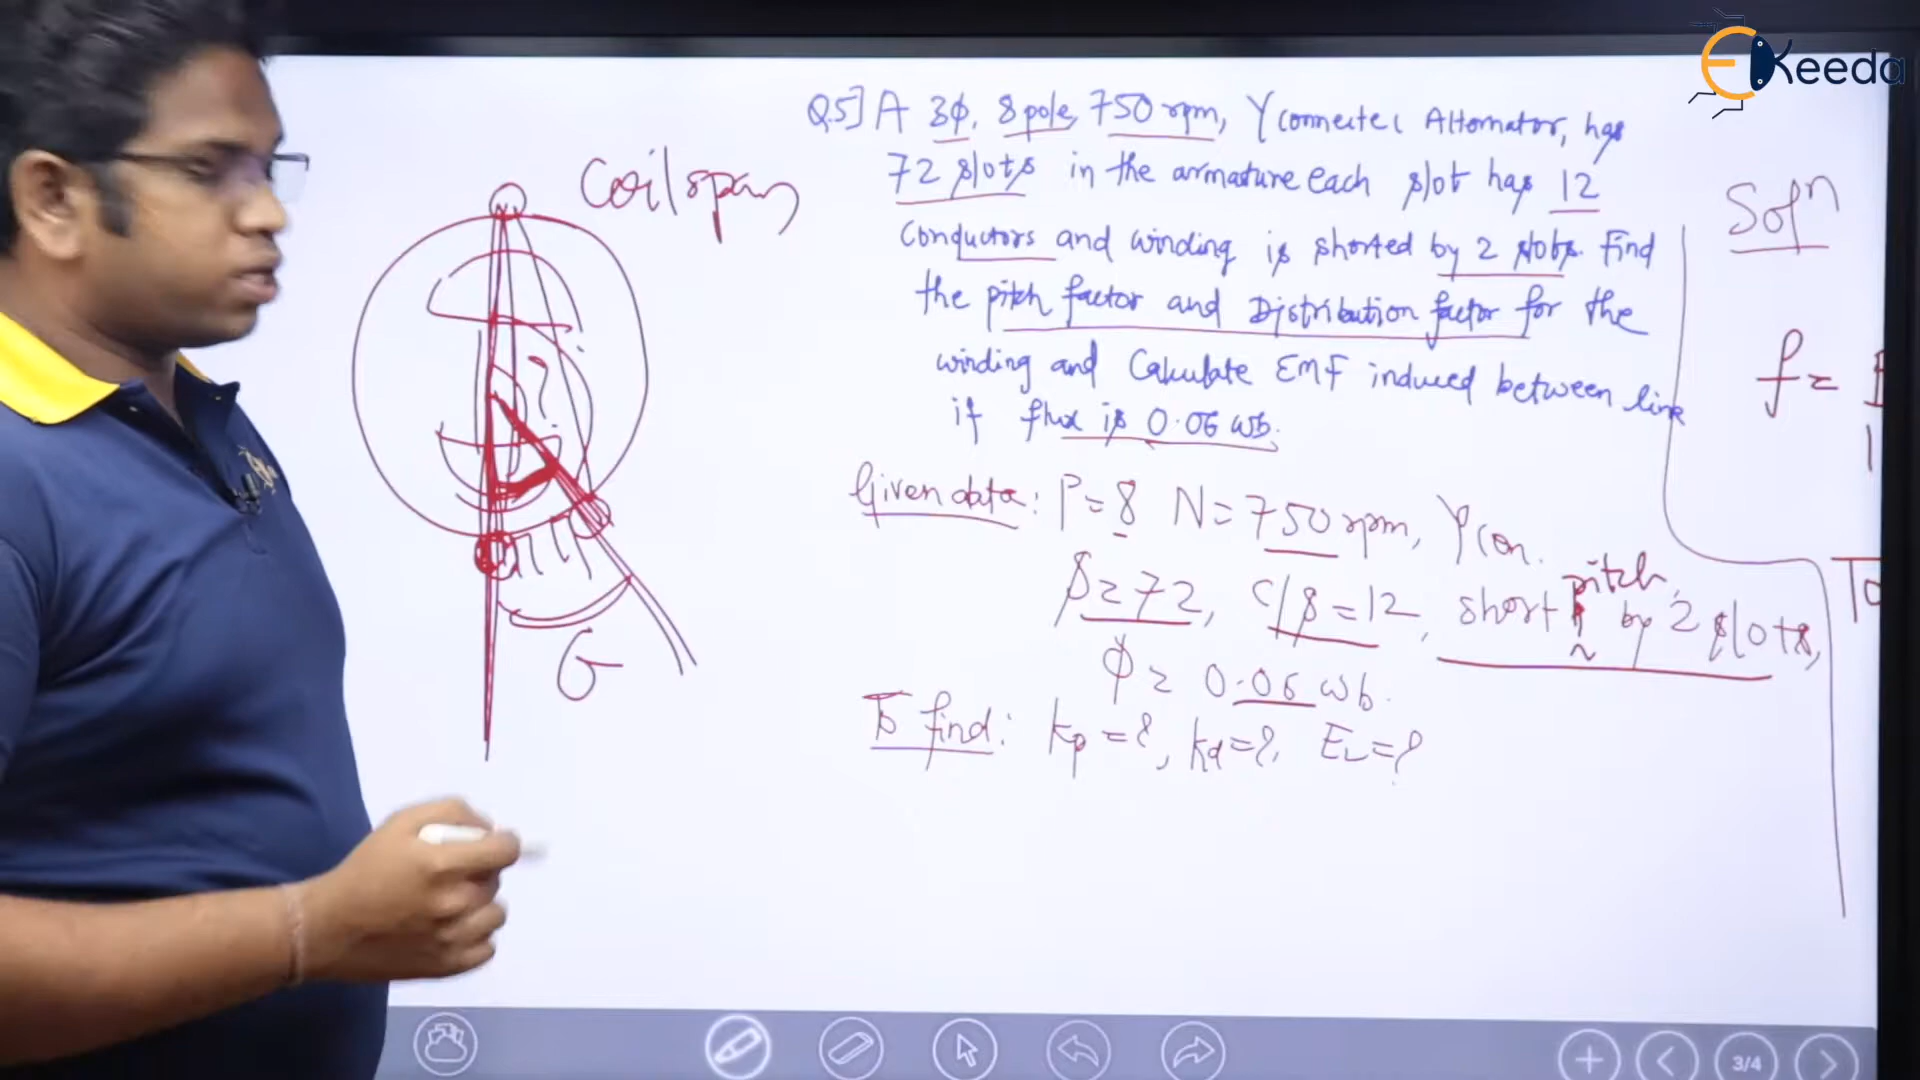 EKeeda
Coil span
Q.5] A 3ϕ, 8 pole, 750 rpm, Y connected Alternator, has
72 slots in the armature each slot has 12
Conductors and winding is shorted by 2 slots. Find
the pitch factor and Distribution factor for the
winding and Calculate EMF induced between line
if flux is 0.06 wb.
Given data: P=8 N=750 rpm, Y con.
S=72, C/S=12, short pitch by 2 slots,
ϕ= 0.06 wb.
To find: Kp=?, Kd=?, EL=?
Solⁿ
f=
To
3/4